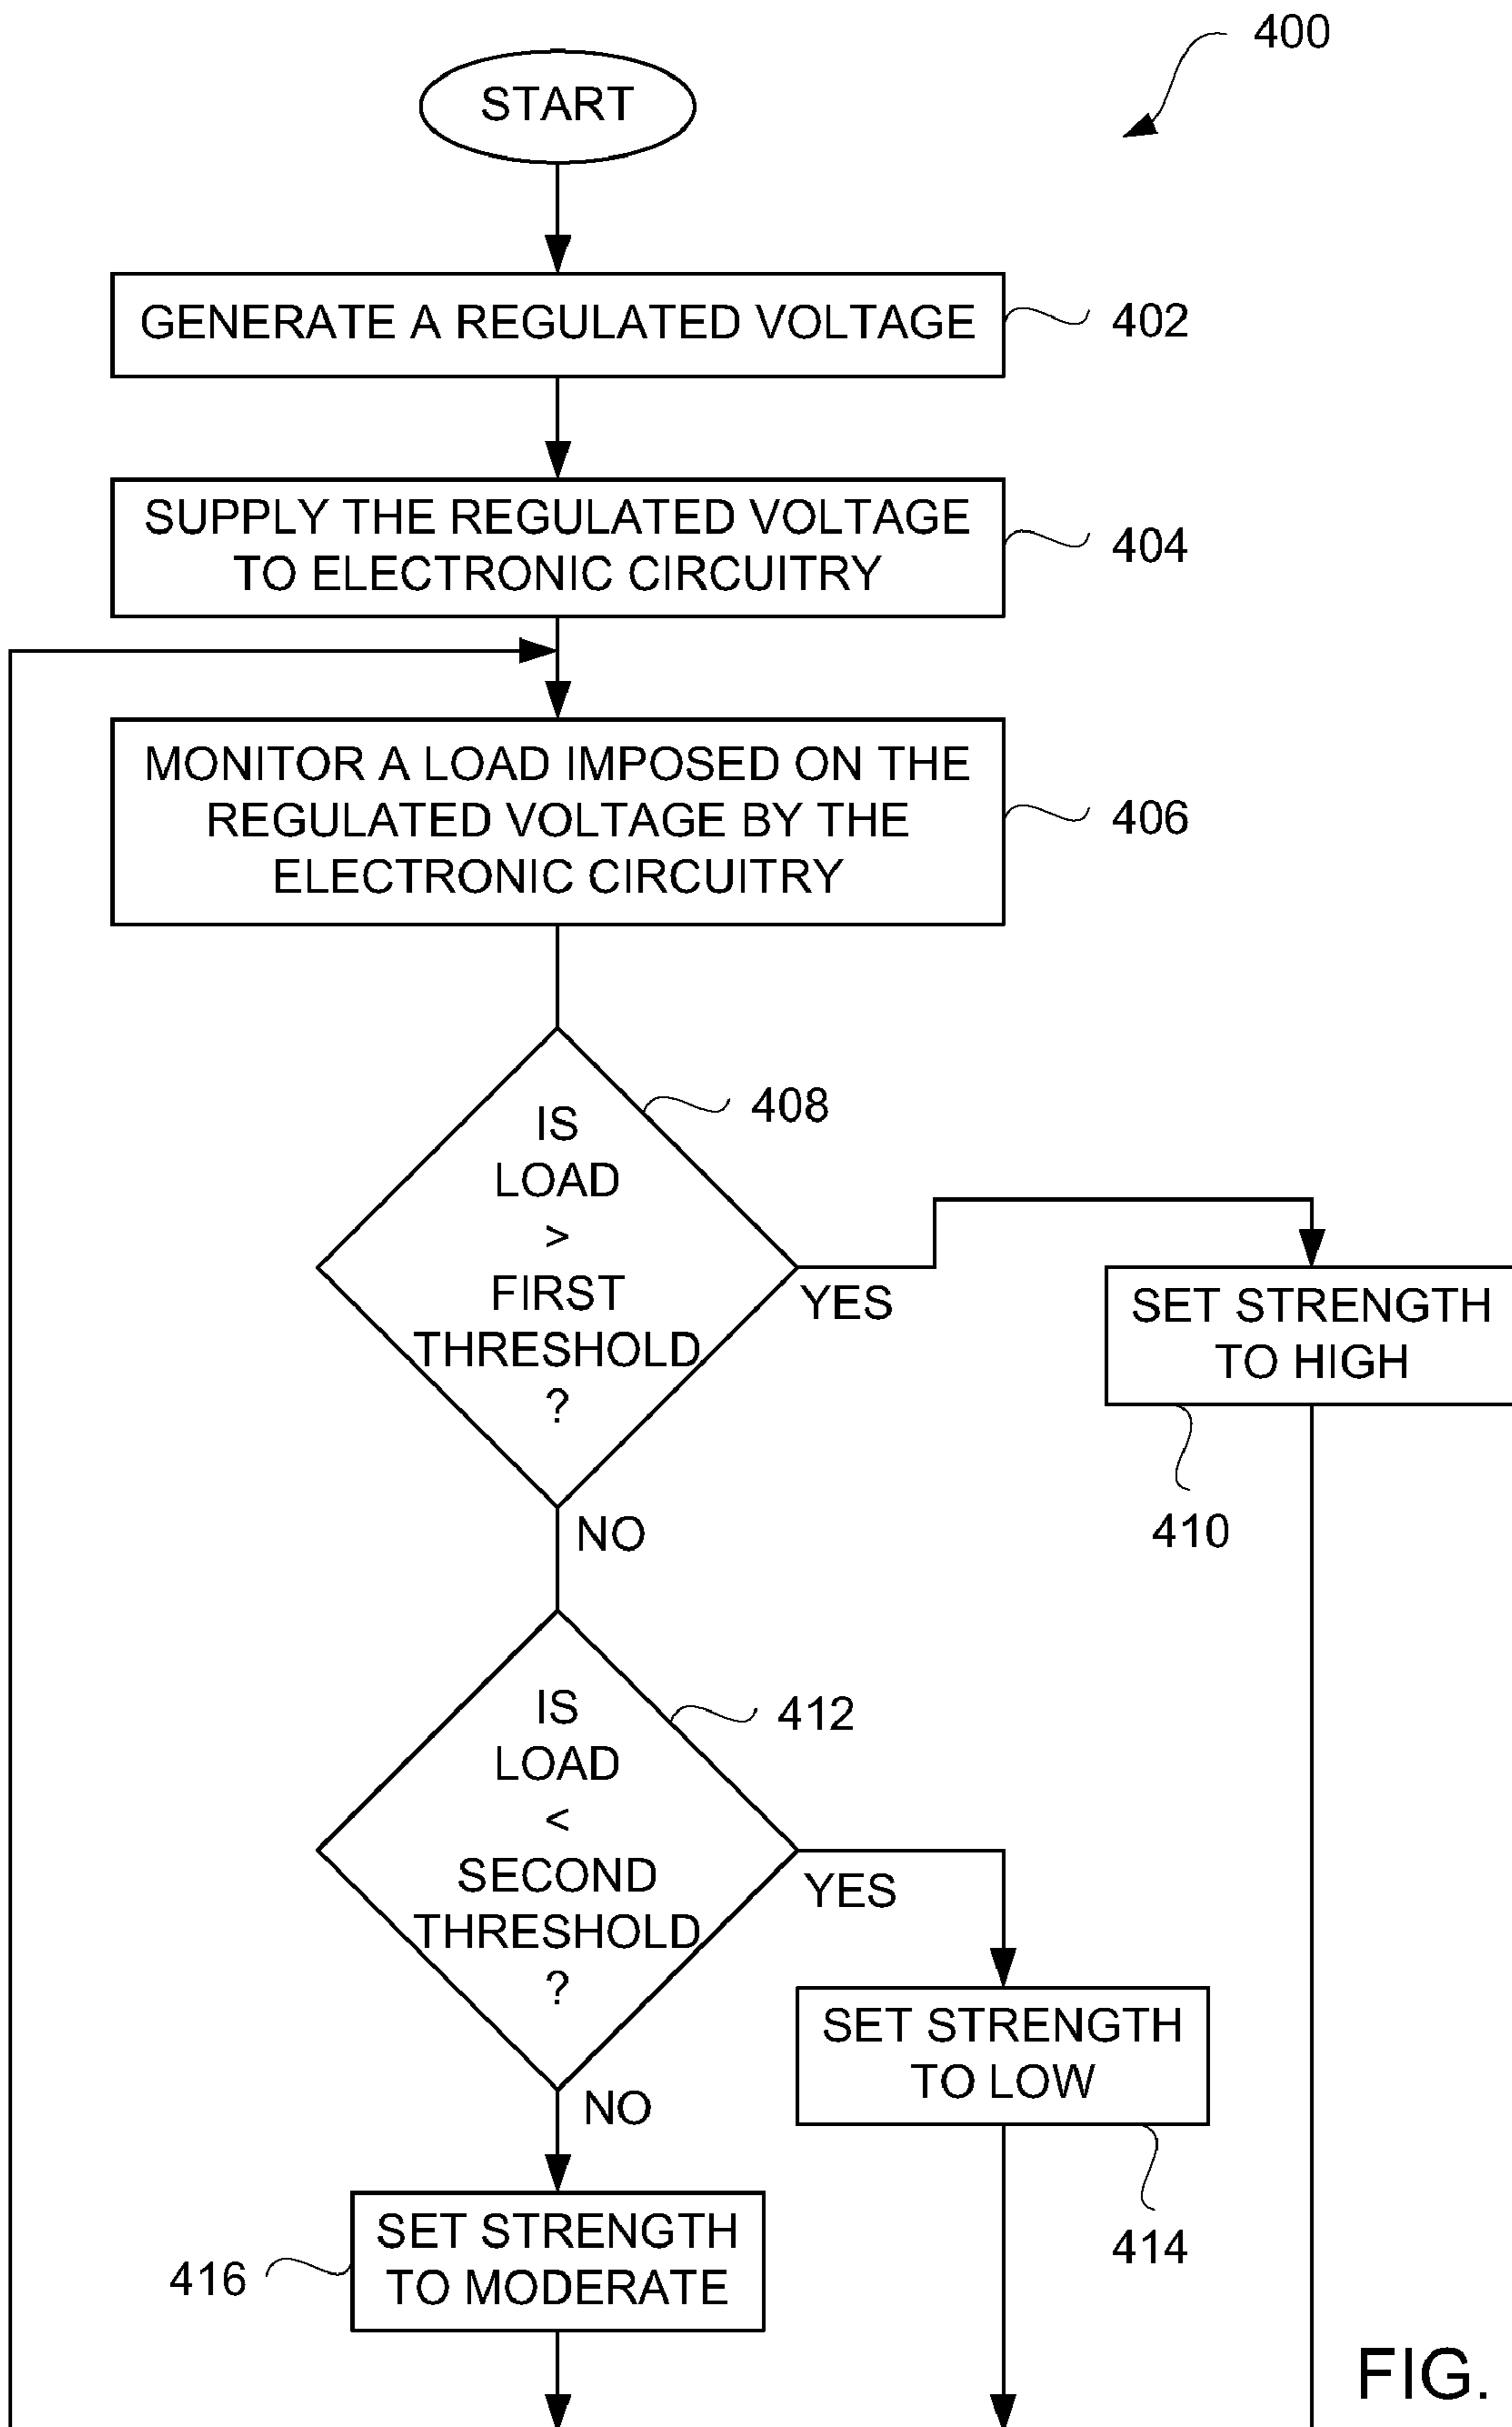 400
START
GENERATE A REGULATED VOLTAGE
402
SUPPLY THE REGULATED VOLTAGE
TO ELECTRONIC CIRCUITRY
404
MONITOR A LOAD IMPOSED ON THE
REGULATED VOLTAGE BY THE
ELECTRONIC CIRCUITRY
406
IS
LOAD
>
FIRST
THRESHOLD
?
408
YES
SET STRENGTH
TO HIGH
410
NO
IS
LOAD
<
SECOND
THRESHOLD
?
412
YES
SET STRENGTH
TO LOW
414
NO
SET STRENGTH
TO MODERATE
416
FIG.